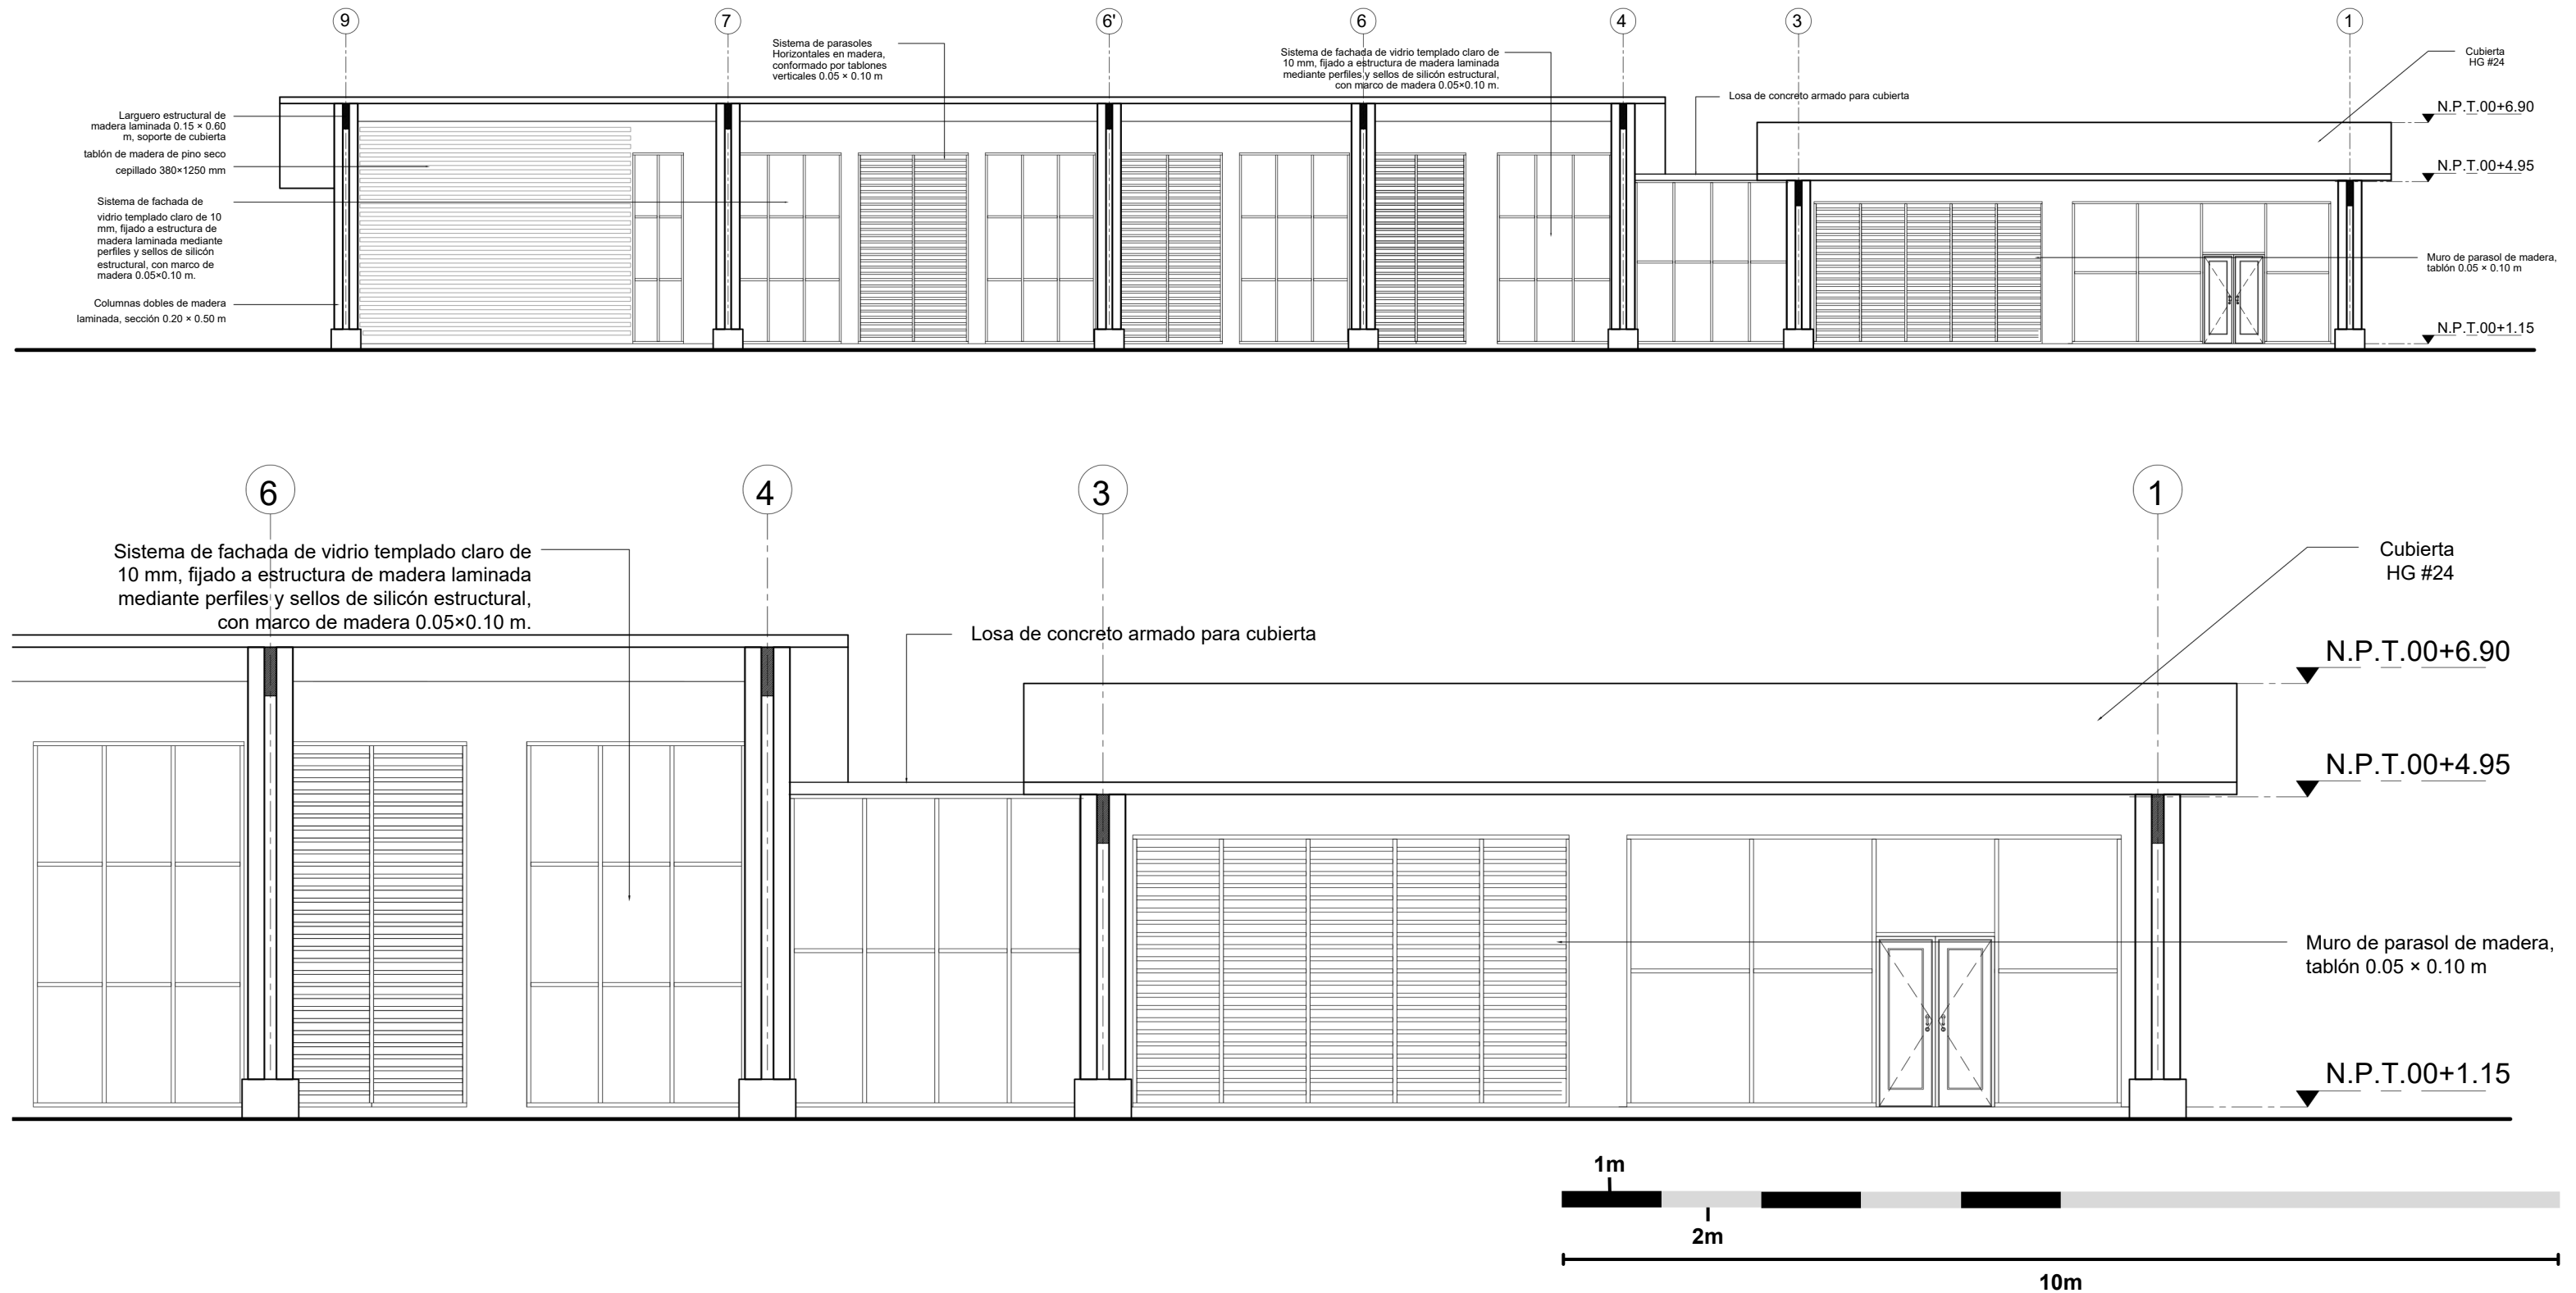 9
7
6'
6
4
3
1
Sistema de parasoles
Horizontales en madera,
conformado por tablones
verticales 0.05 × 0.10 m
Sistema de fachada de vidrio templado claro de
10 mm, fijado a estructura de madera laminada
mediante perfiles y sellos de silicón estructural,
con marco de madera 0.05×0.10 m.
Cubierta
HG #24
Losa de concreto armado para cubierta
N.P.T.00+6.90
Larguero estructural de
madera laminada 0.15 × 0.60
m, soporte de cubierta
tablón de madera de pino seco
cepillado 380×1250 mm
N.P.T.00+4.95
Sistema de fachada de
vidrio templado claro de 10
mm, fijado a estructura de
madera laminada mediante
perfiles y sellos de silicón
estructural, con marco de
madera 0.05×0.10 m.
Muro de parasol de madera,
tablón 0.05 × 0.10 m
Columnas dobles de madera
laminada, sección 0.20 × 0.50 m
N.P.T.00+1.15
6
4
3
1
Sistema de fachada de vidrio templado claro de
10 mm, fijado a estructura de madera laminada
mediante perfiles y sellos de silicón estructural,
con marco de madera 0.05×0.10 m.
Cubierta
HG #24
Losa de concreto armado para cubierta
N.P.T.00+6.90
N.P.T.00+4.95
Muro de parasol de madera,
tablón 0.05 × 0.10 m
N.P.T.00+1.15
1m
2m
10m